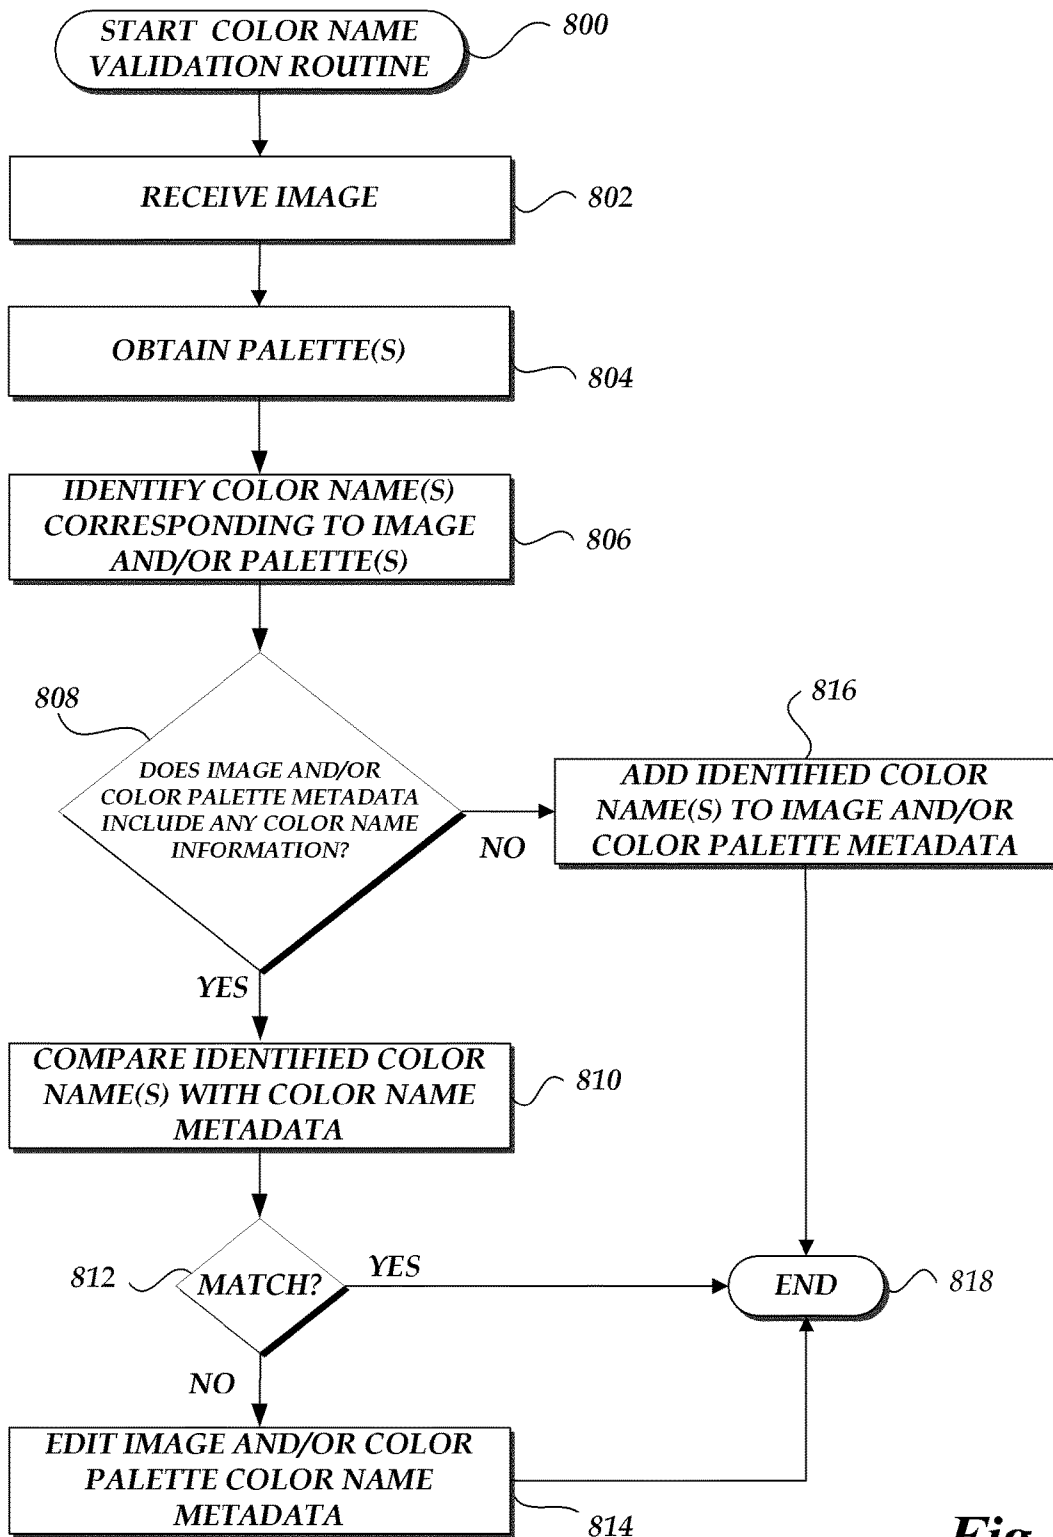 START COLOR NAME
VALIDATION ROUTINE
800
RECEIVE IMAGE
802
OBTAIN PALETTE(S)
804
IDENTIFY COLOR NAME(S)
CORRESPONDING TO IMAGE
AND/OR PALETTE(S)
806
808
DOES IMAGE AND/OR
COLOR PALETTE METADATA
INCLUDE ANY COLOR NAME
INFORMATION?
NO
816
ADD IDENTIFIED COLOR
NAME(S) TO IMAGE AND/OR
COLOR PALETTE METADATA
YES
COMPARE IDENTIFIED COLOR
NAME(S) WITH COLOR NAME
METADATA
810
812
MATCH?
YES
END
818
NO
EDIT IMAGE AND/OR COLOR
PALETTE COLOR NAME
METADATA
814
Fig